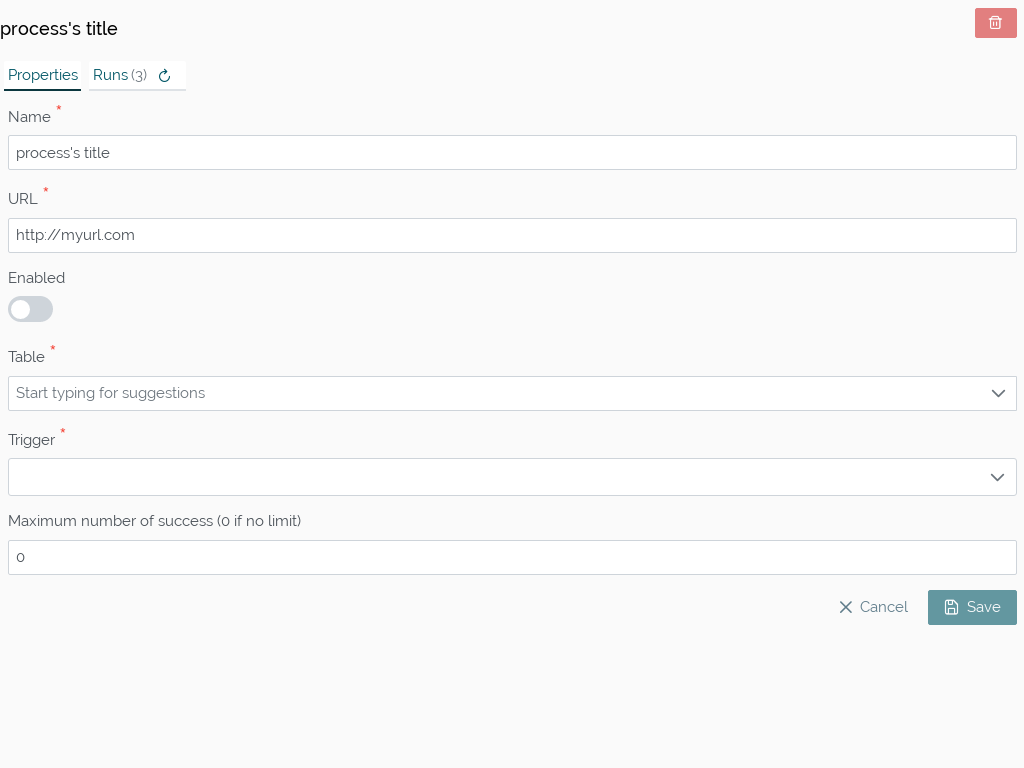 process's title
Properties
Runs (3)
Name *
process's title
URL *
http://myurl.com
Enabled
Table *
Start typing for suggestions
Trigger *
Maximum number of success (0 if no limit)
0
Cancel
Save